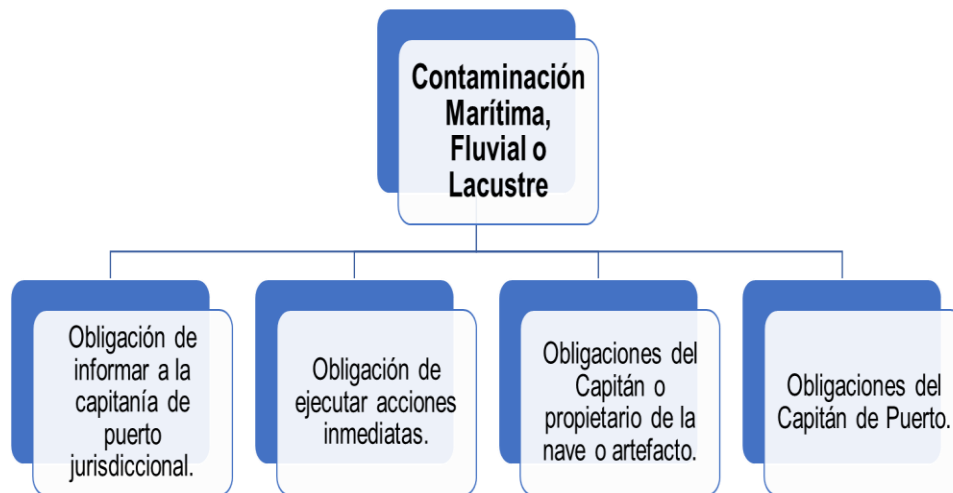 Contaminación
Marítima,
Fluvial o
Lacustre
Obligación de
informar a la
capitanía de
puerto
jurisdiccional.
Obligación de
ejecutar acciones
inmediatas.
Obligaciones del
Capitán o
propietario de la
nave o artefacto.
Obligaciones del
Capitán de Puerto.